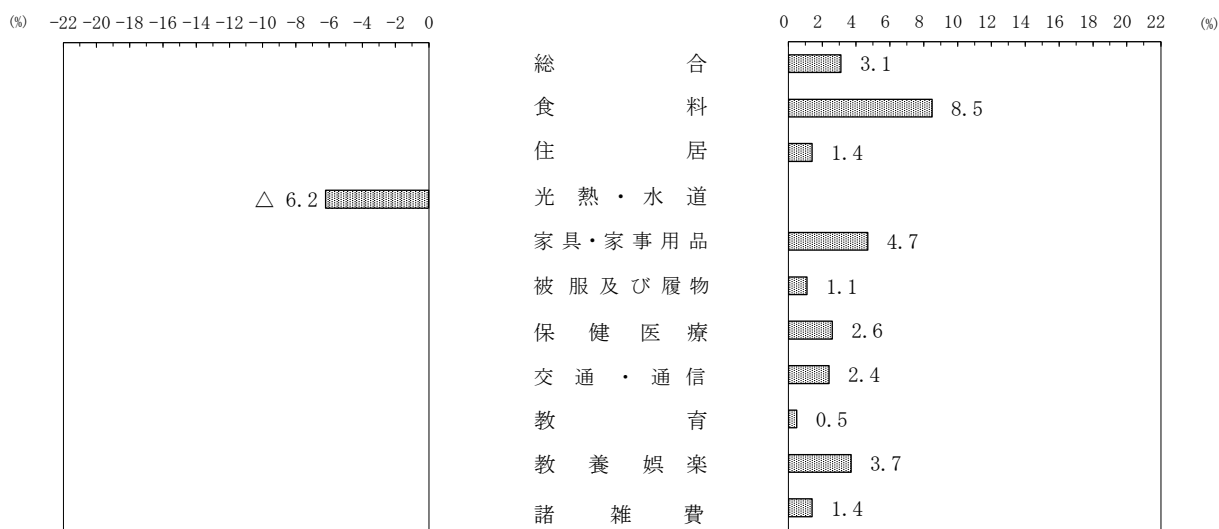 (%) -22 -20 -18 -16 -14 -12 -10 -8 -6 -4 -2 0 0 2 4 6 8 10 12 14 16 18 20 22 (%)
総合 3.1
食料 8.5
住居 1.4
△ 6.2 光熱・水道
家具・家事用品 4.7
被服及び履物 1.1
保健医療 2.6
交通・通信 2.4
教育 0.5
教養娯楽 3.7
諸雑費 1.4